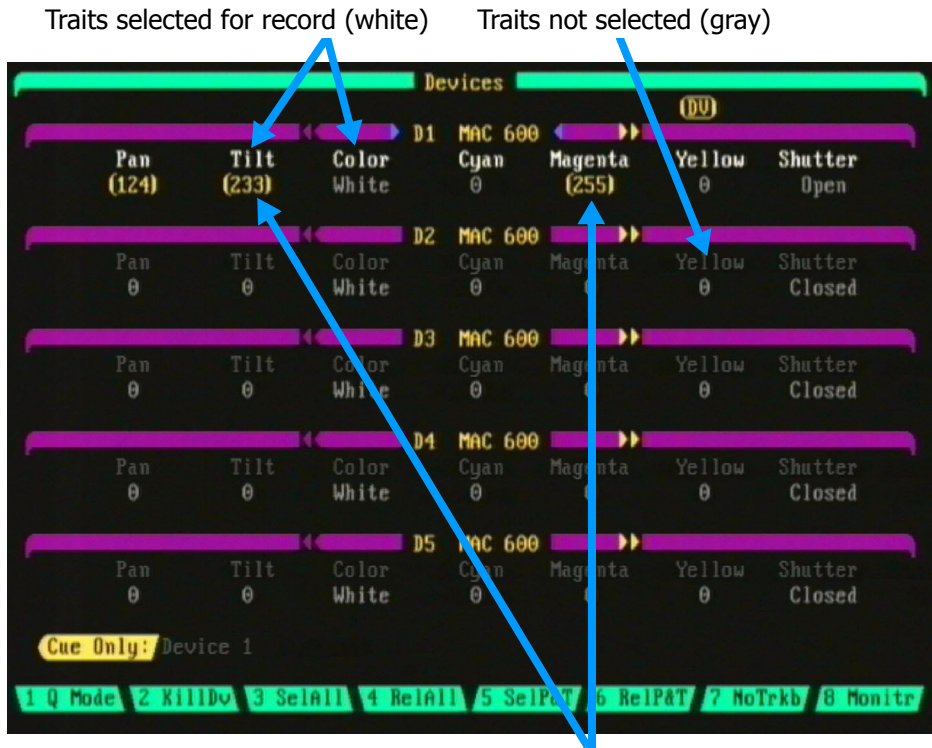 Traits selected for record (white) Traits not selected (gray)
Devices
DV
D1 MAC 600
Pan Tilt Color Cyan Magenta Yellow Shutter
(124) (233) White 0 (255) 0 Open
D2 MAC 600
Pan Tilt Color Cyan Magenta Yellow Shutter
0 0 White 0 0 Closed
D3 MAC 600
Pan Tilt Color Cyan Magenta Yellow Shutter
0 0 White 0 0 Closed
D4 MAC 600
Pan Tilt Color Cyan Magenta Yellow Shutter
0 0 White 0 0 Closed
D5 MAC 600
Pan Tilt Color Cyan Magenta Yellow Shutter
0 0 White 0 0 Closed
Cue Only: Device 1
1 Q Mode 2 KillDv 3 SelAll 4 RelAll 5 SelP&T 6 RelP&T 7 NoTrkb 8 Monitr